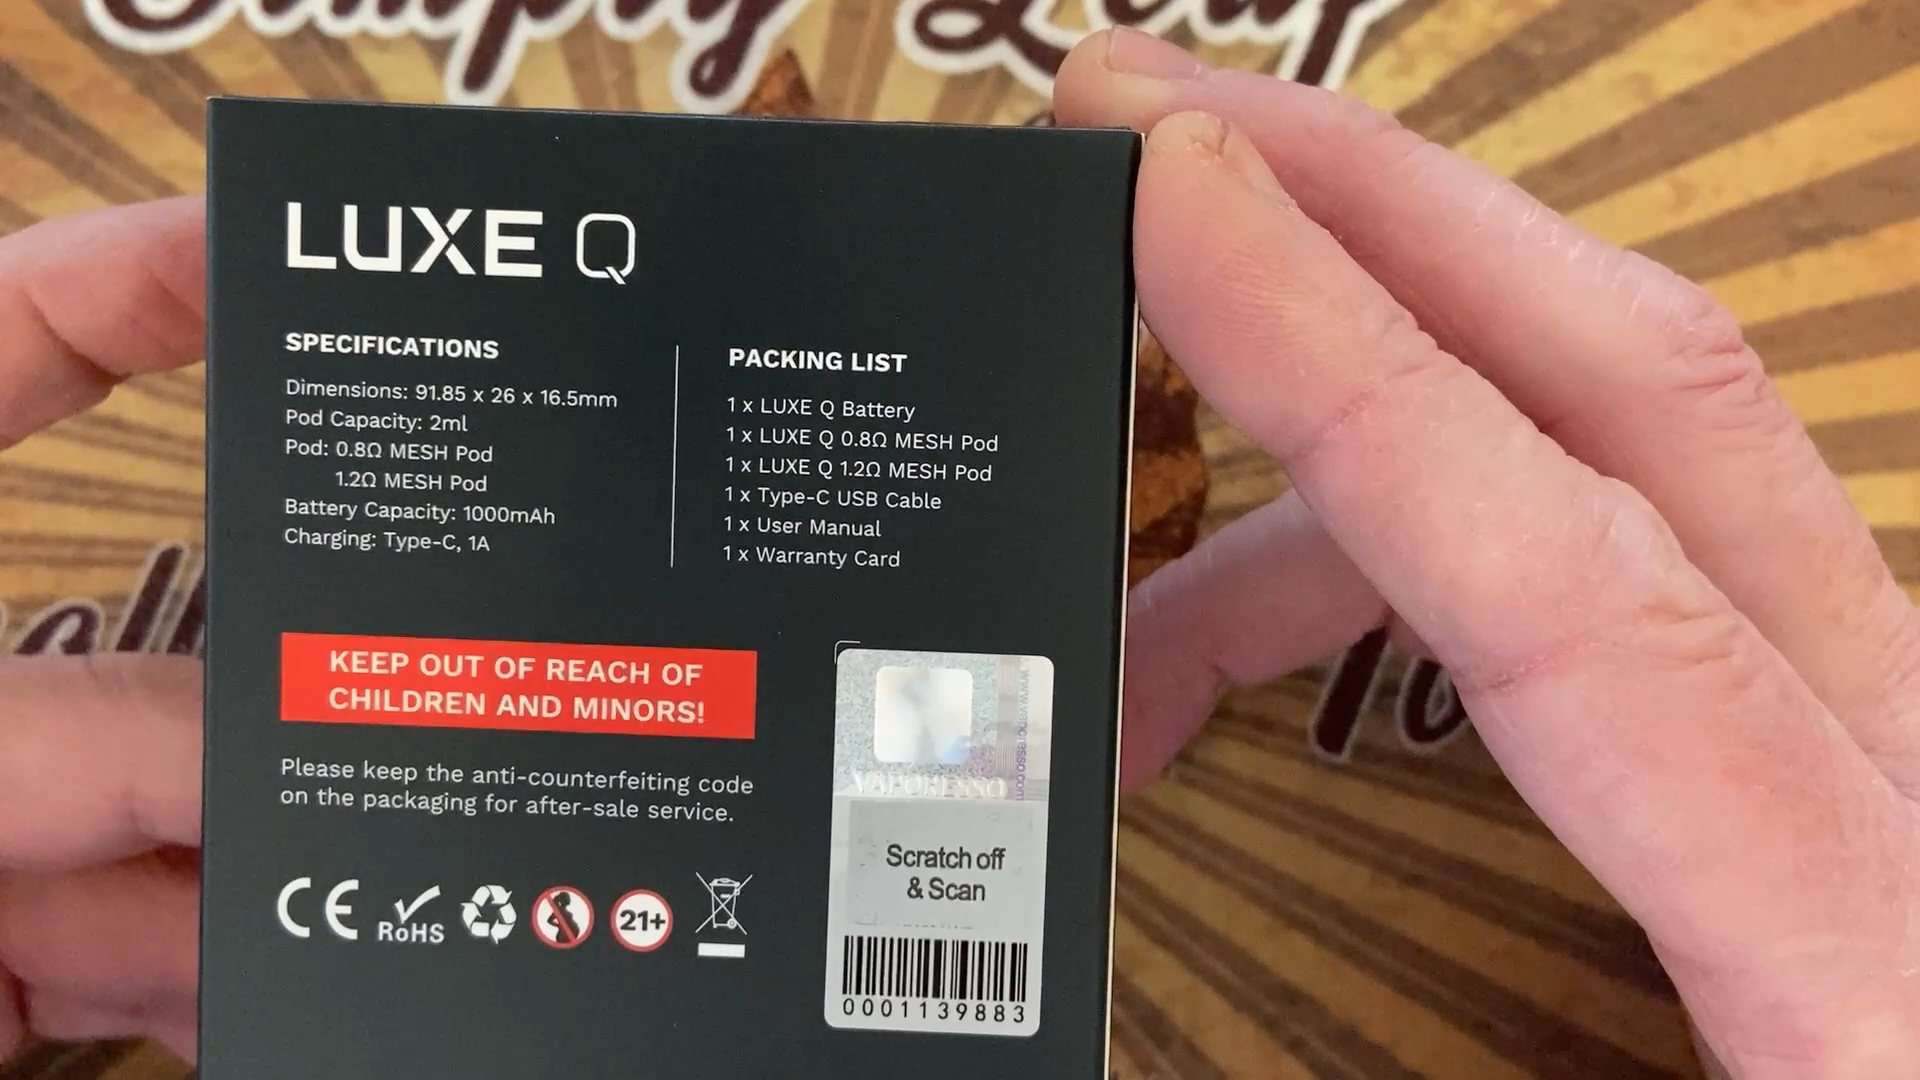 LUXE Q
SPECIFICATIONS
Dimensions: 91.85 x 26 x 16.5mm
Pod Capacity: 2ml
Pod: 0.8Ω MESH Pod
1.2Ω MESH Pod
Battery Capacity: 1000mAh
Charging: Type-C, 1A
PACKING LIST
1 x LUXE Q Battery
1 x LUXE Q 0.8Ω MESH Pod
1 x LUXE Q 1.2Ω MESH Pod
1 x Type-C USB Cable
1 x User Manual
1 x Warranty Card
KEEP OUT OF REACH OF
CHILDREN AND MINORS!
Please keep the anti-counterfeiting code
on the packaging for after-sale service.
CE
RoHS
21+
www.vaporesso.com
VAPORESSO
Scratch off
& Scan
0001139883